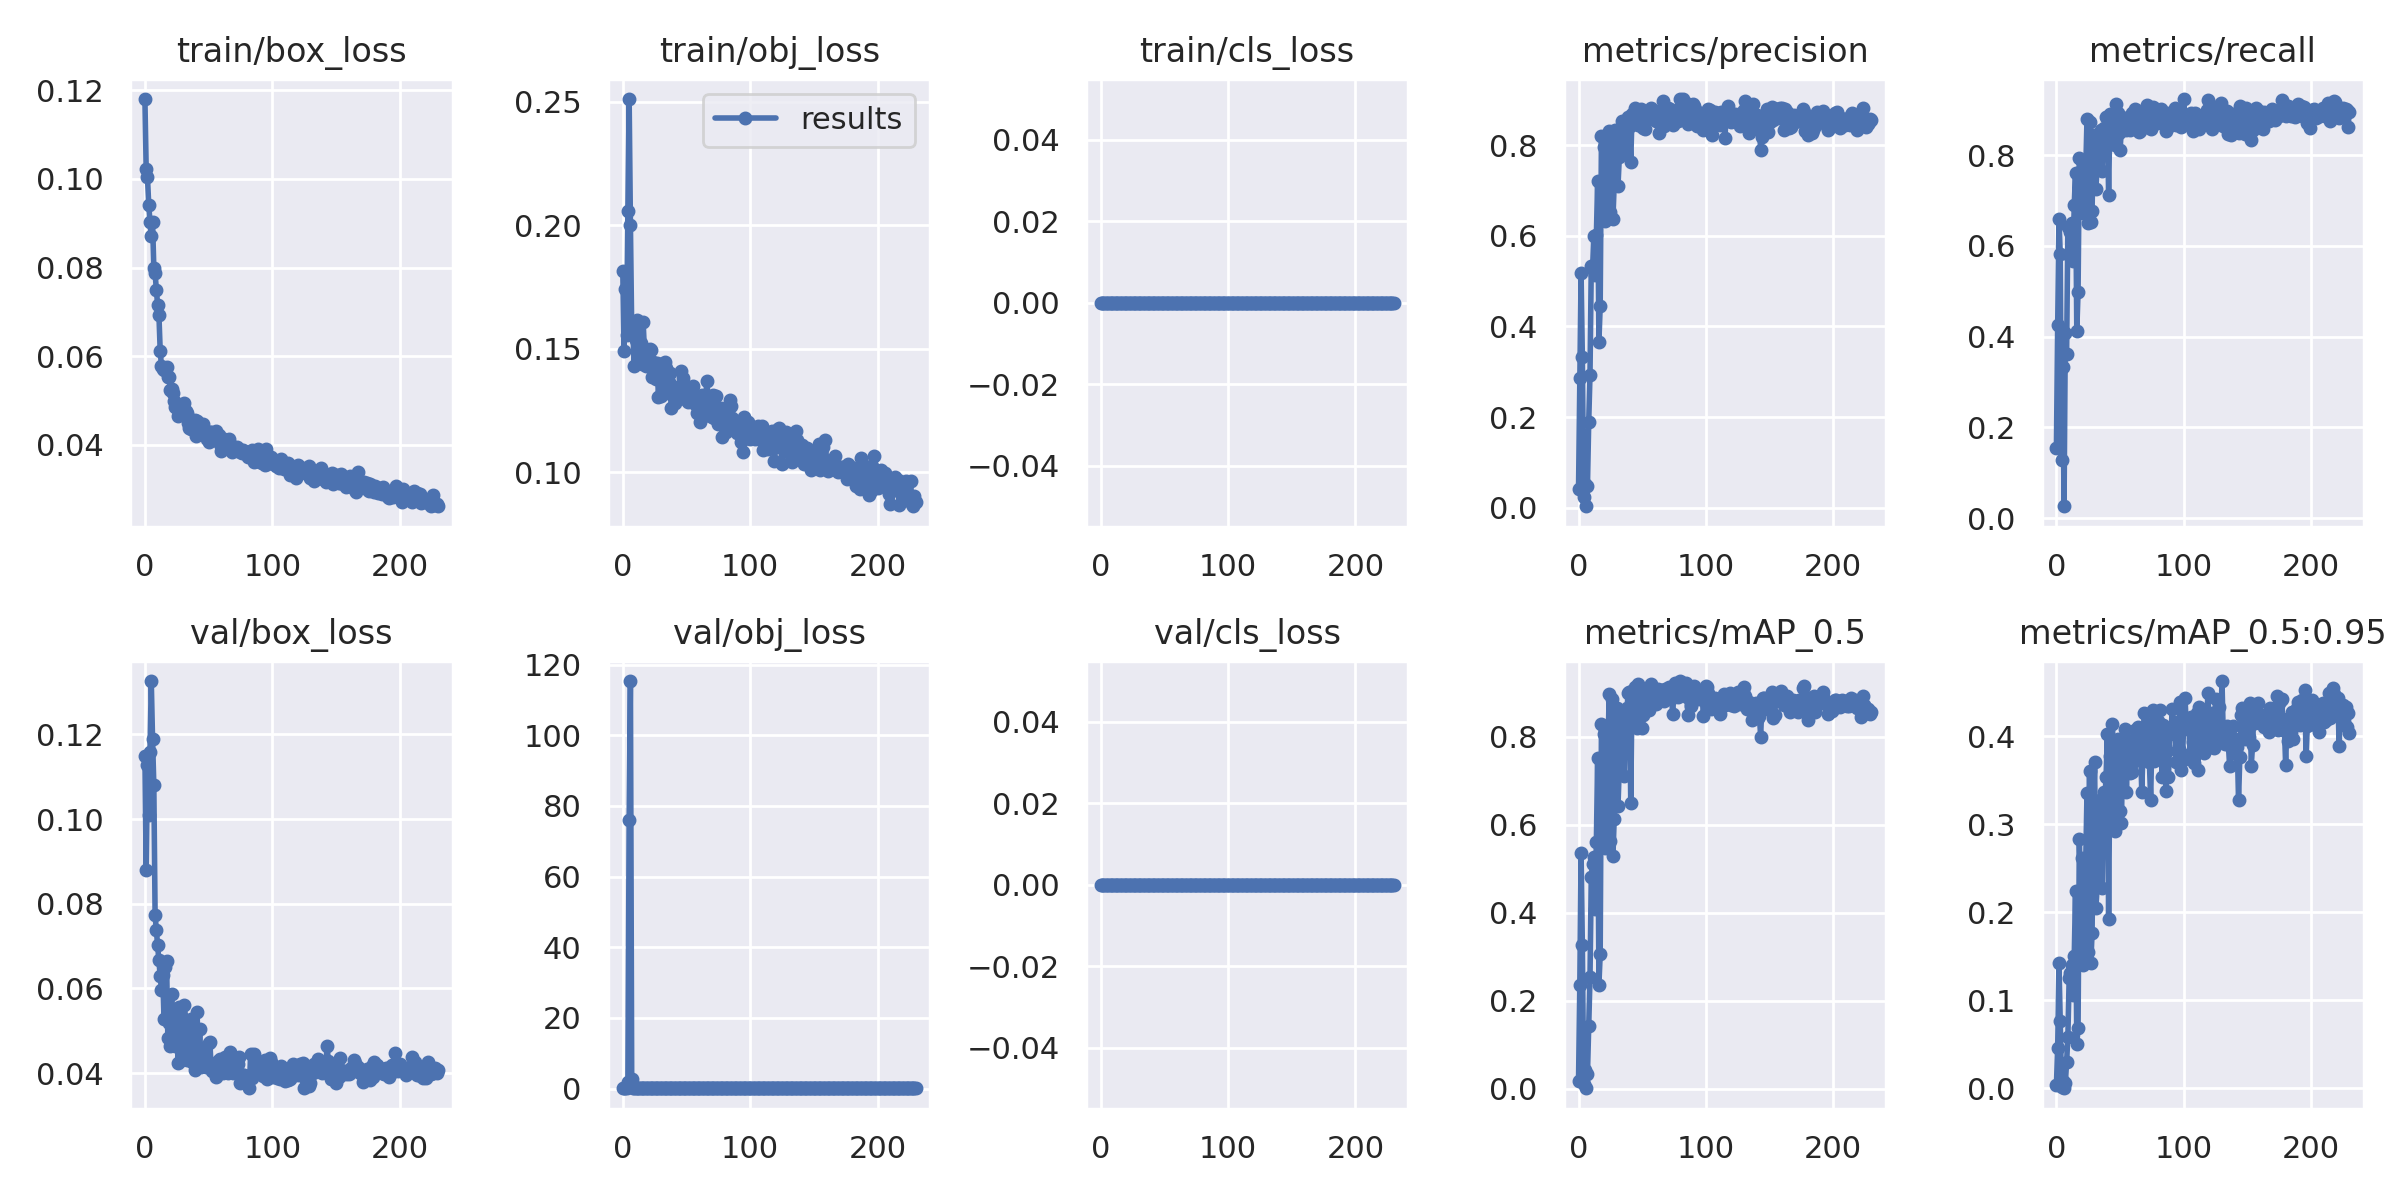 train/box_loss
0.12
0.10
0.08
0.06
0.04
0 100 200
train/obj_loss
results
0.25
0.20
0.15
0.10
0 100 200
train/cls_loss
0.04
0.02
0.00
−0.02
−0.04
0 100 200
metrics/precision
0.8
0.6
0.4
0.2
0.0
0 100 200
metrics/recall
0.8
0.6
0.4
0.2
0.0
0 100 200
val/box_loss
0.12
0.10
0.08
0.06
0.04
0 100 200
val/obj_loss
120
100
80
60
40
20
0
0 100 200
val/cls_loss
0.04
0.02
0.00
−0.02
−0.04
0 100 200
metrics/mAP_0.5
0.8
0.6
0.4
0.2
0.0
0 100 200
metrics/mAP_0.5:0.95
0.4
0.3
0.2
0.1
0.0
0 100 200